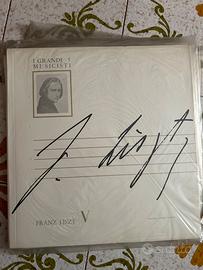 I GRANDI
MUSICISTI
F. Liszt
FRANZ LISZT V